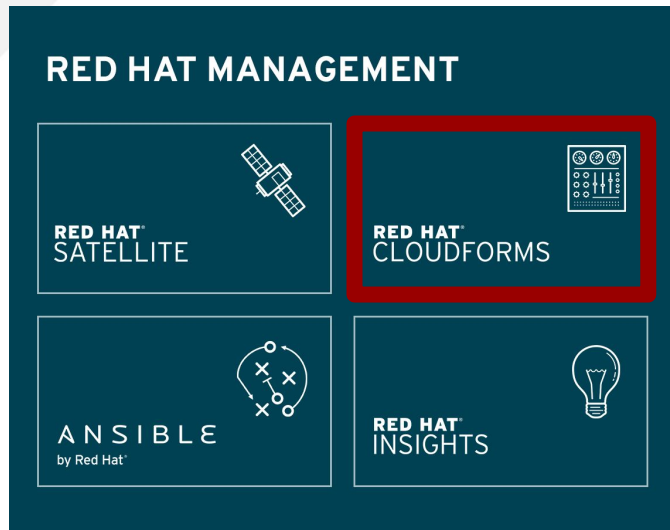 RED HAT MANAGEMENT
RED HAT®
SATELLITE
RED HAT®
CLOUDFORMS
ANSIBLE
by Red Hat®
RED HAT®
INSIGHTS